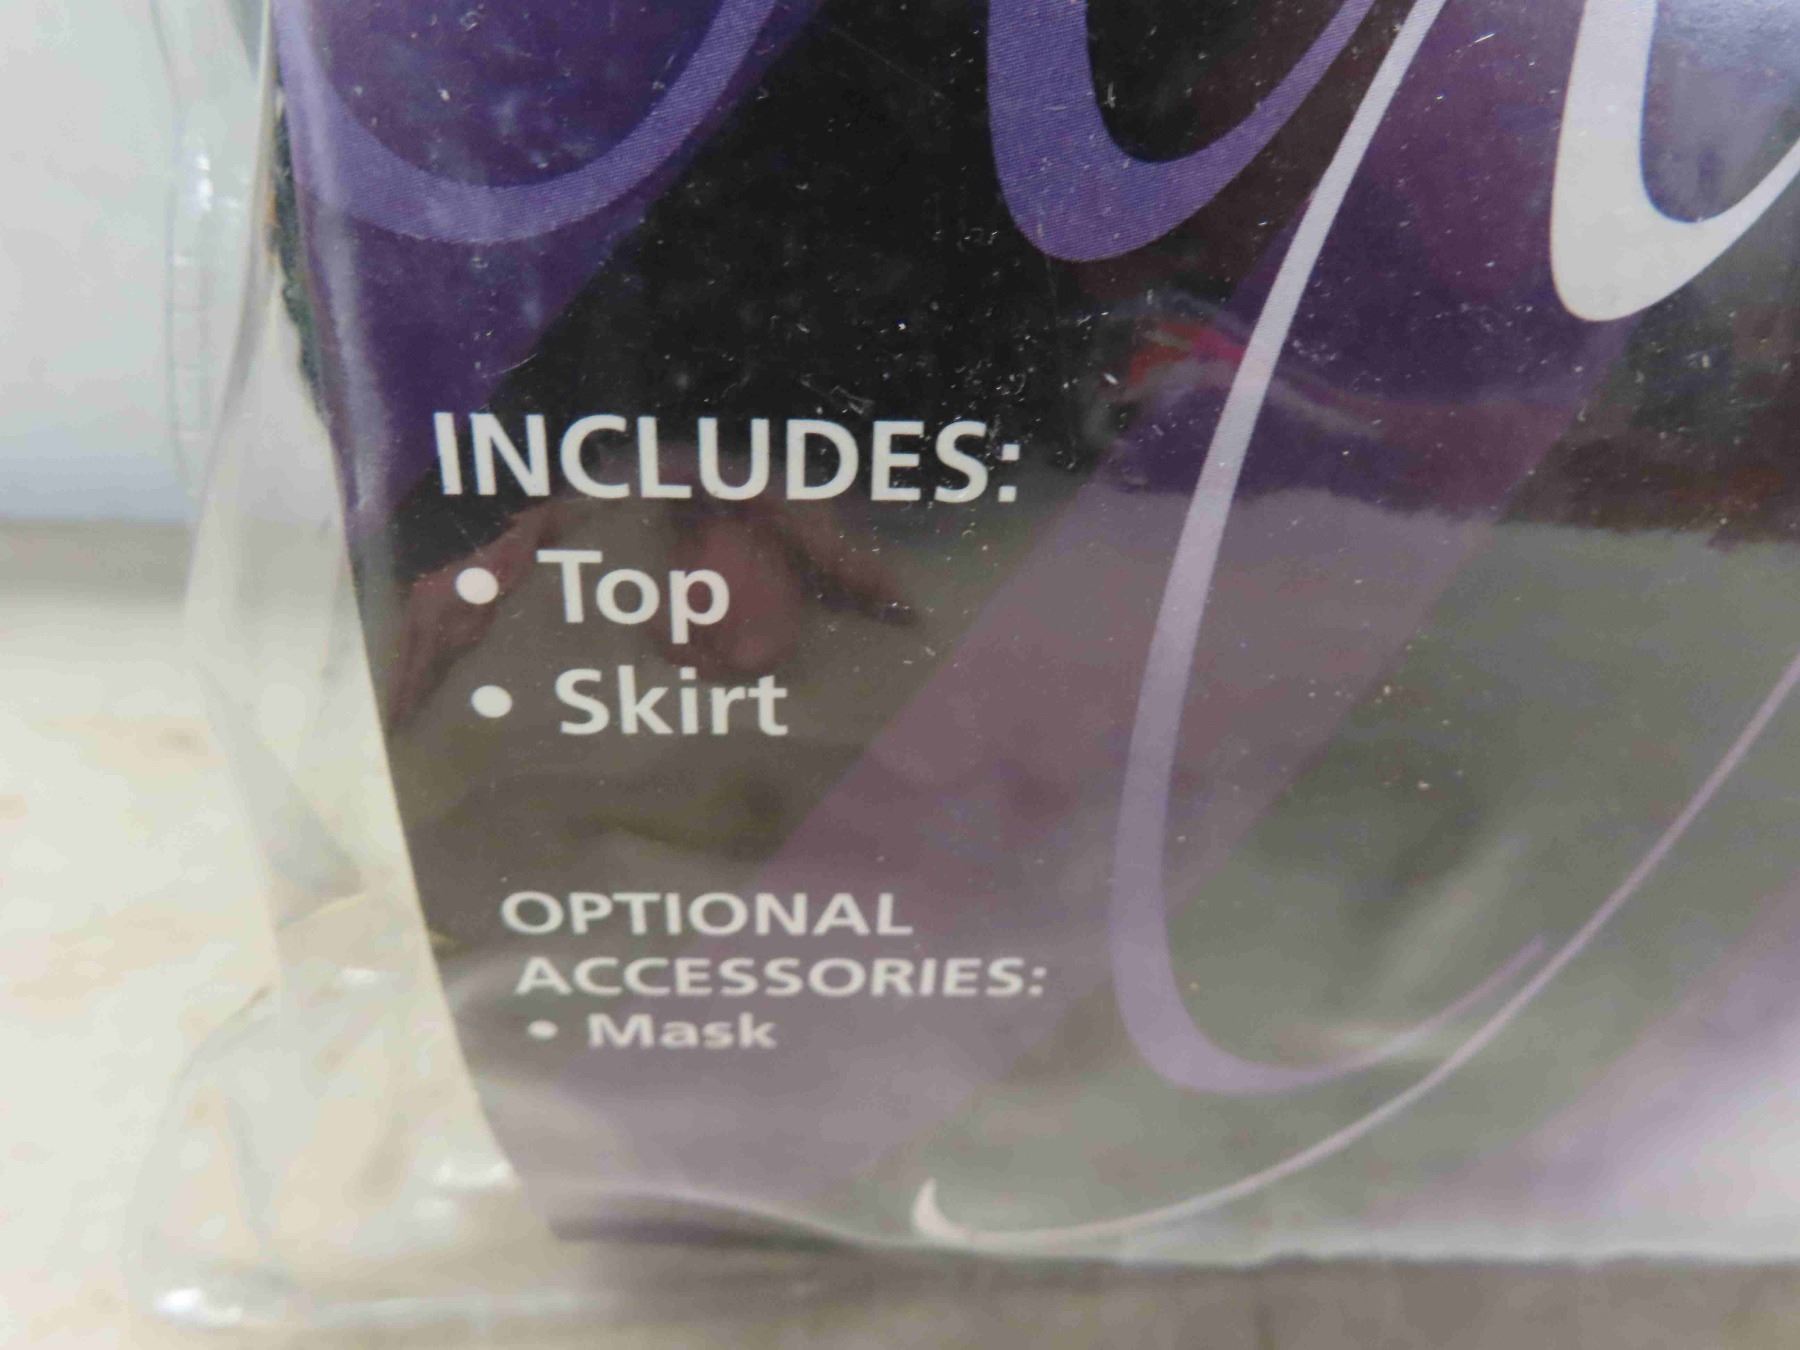 INCLUDES:
• Top
• Skirt
OPTIONAL
ACCESSORIES:
• Mask